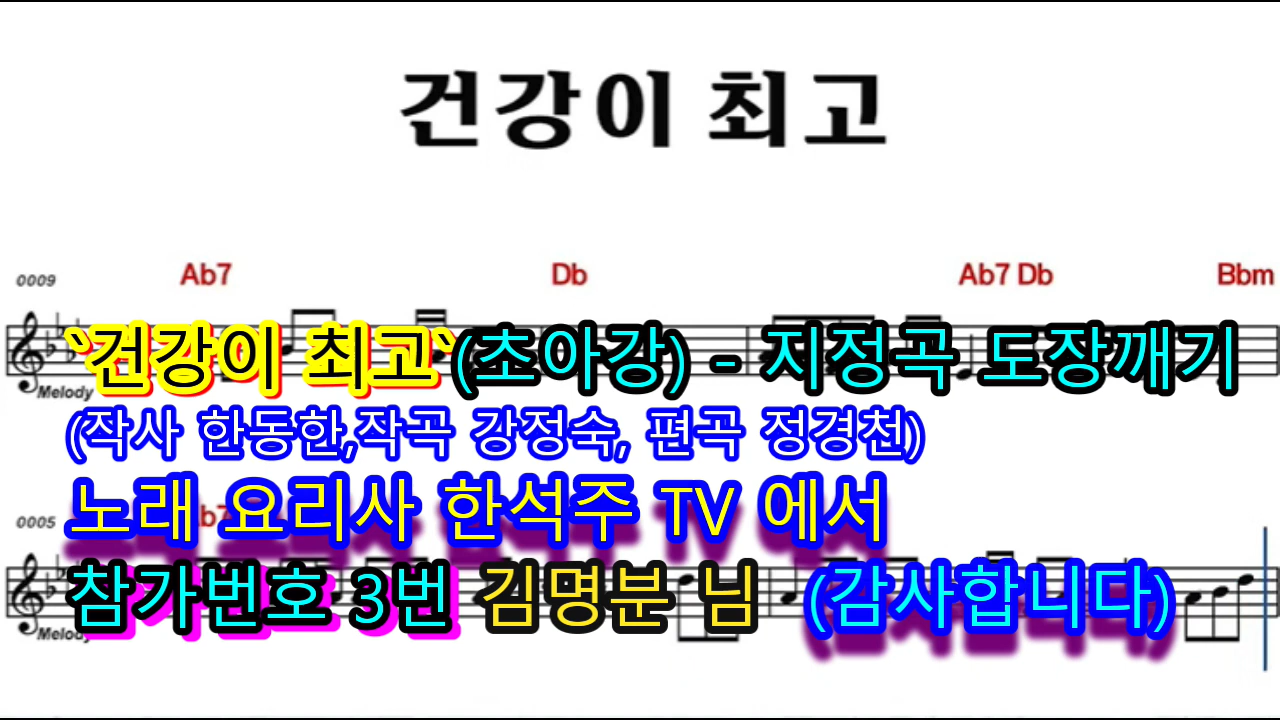 건강이 최고
0009 Ab7 Db Ab7 Db Bbm
`건강이 최고`(초아강) - 지정곡 도장깨기
Melody
(작사 한동한,작곡 강정숙, 편곡 정경천)
노래 요리사 한석주 TV 에서
0005 b7
참가번호 3번 김명분 님 (감사합니다)
Melody